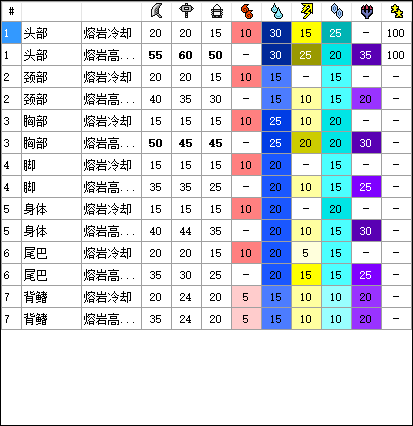 #
1 头部 熔岩冷却 20 20 15 10 30 15 25 – 100
1 头部 熔岩高... 55 60 50 – 30 25 20 35 100
2 颈部 熔岩冷却 20 20 15 10 15 – 15 – –
2 颈部 熔岩高... 40 35 30 – 15 10 15 20 –
3 胸部 熔岩冷却 15 15 15 10 25 10 20 – –
3 胸部 熔岩高... 50 45 45 – 25 20 20 30 –
4 脚 熔岩冷却 15 15 15 10 20 – 15 – –
4 脚 熔岩高... 35 35 25 – 20 10 15 25 –
5 身体 熔岩冷却 15 15 15 10 20 – 20 – –
5 身体 熔岩高... 40 44 35 – 20 10 15 30 –
6 尾巴 熔岩冷却 20 20 15 10 20 5 15 – –
6 尾巴 熔岩高... 35 30 25 – 20 15 15 25 –
7 背鳍 熔岩冷却 20 24 20 5 15 10 10 20 –
7 背鳍 熔岩高... 35 24 20 5 15 10 10 20 –